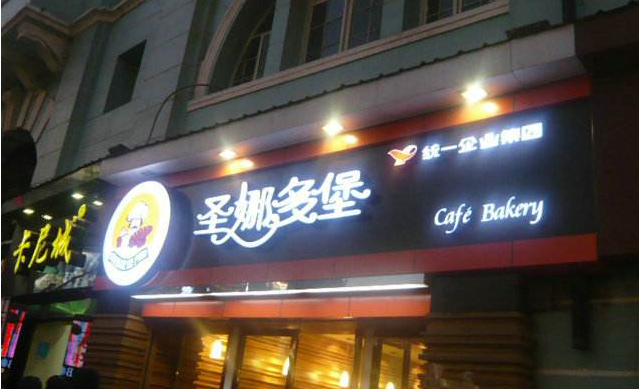 卡尼城
圣娜多堡
统一企业集团
Café Bakery